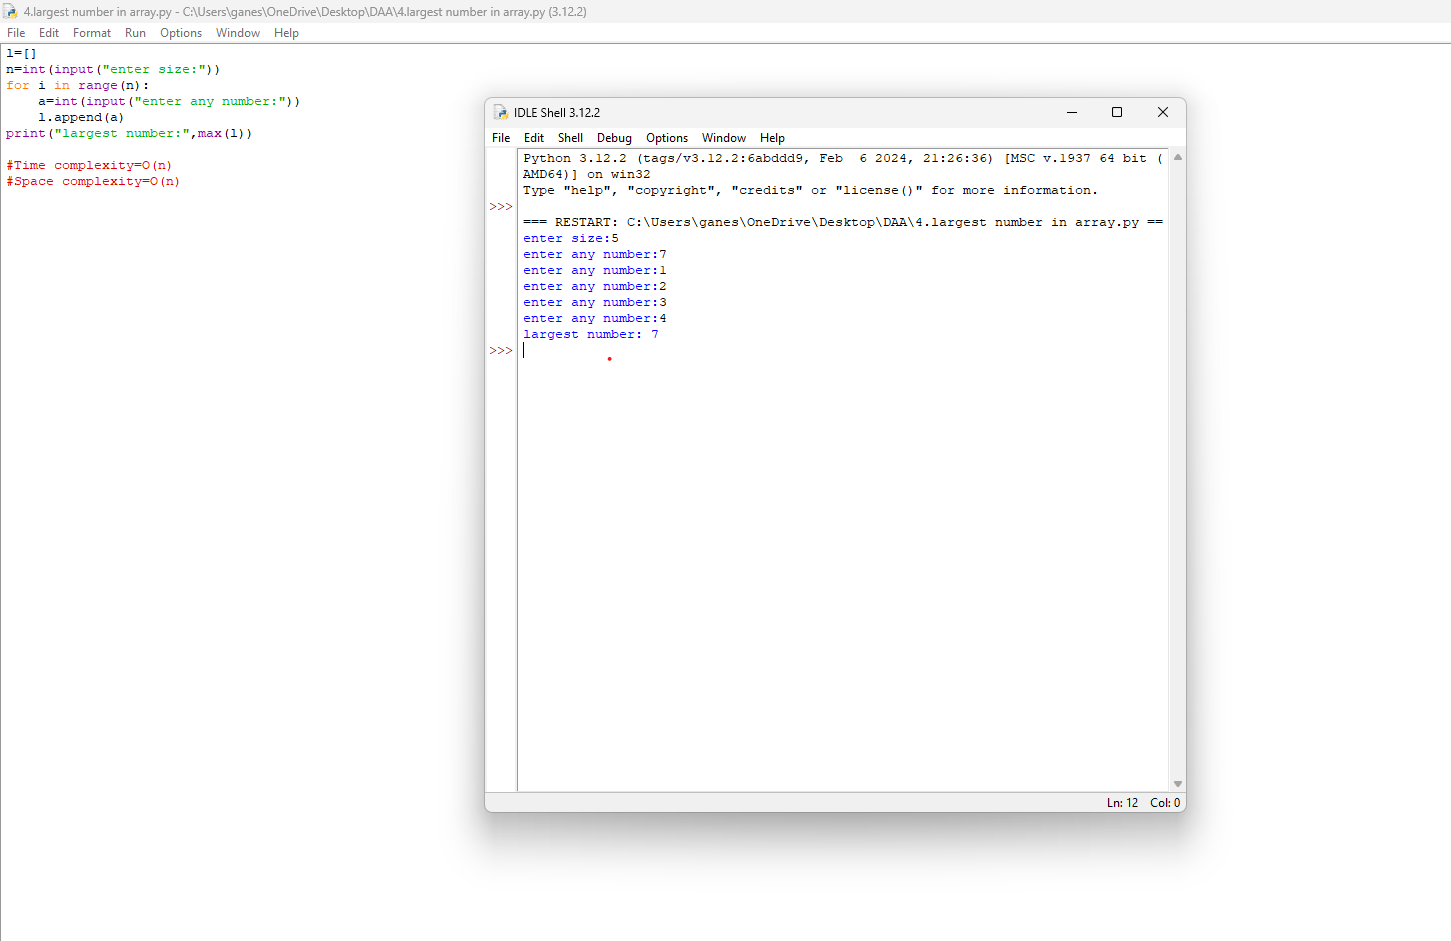 4.largest number in array.py - C:\Users\ganes\OneDrive\Desktop\DAA\4.largest number in array.py (3.12.2)
File Edit Format Run Options Window Help
l=[]
n=int(input("enter size:"))
for i in range(n):
    a=int(input("enter any number:"))
    l.append(a)
print("largest number:",max(l))
#Time complexity=O(n)
#Space complexity=O(n)
IDLE Shell 3.12.2
File Edit Shell Debug Options Window Help
Python 3.12.2 (tags/v3.12.2:6abddd9, Feb  6 2024, 21:26:36) [MSC v.1937 64 bit (
AMD64)] on win32
Type "help", "copyright", "credits" or "license()" for more information.
>>>
=== RESTART: C:\Users\ganes\OneDrive\Desktop\DAA\4.largest number in array.py ==
enter size:5
enter any number:7
enter any number:1
enter any number:2
enter any number:3
enter any number:4
largest number: 7
>>>
Ln: 12 Col: 0